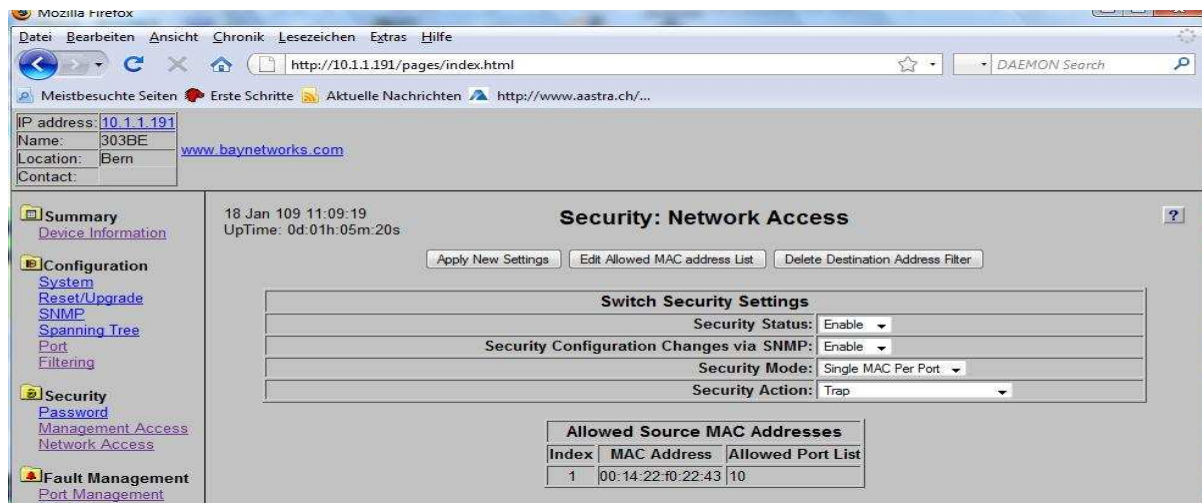 Mozilla Firefox
Datei Bearbeiten Ansicht Chronik Lesezeichen Extras Hilfe
http://10.1.1.191/pages/index.html
DAEMON Search
Meistbesuchte Seiten Erste Schritte Aktuelle Nachrichten http://www.aastra.ch/...
IP address: 10.1.1.191
Name: 303BE
Location: Bern
Contact:
www.baynetworks.com
Summary
Device Information
Configuration
System
Reset/Upgrade
SNMP
Spanning Tree
Port
Filtering
Security
Password
Management Access
Network Access
Fault Management
Port Management
18 Jan 109 11:09:19
UpTime: 0d:01h:05m:20s
Security: Network Access
?
Apply New Settings Edit Allowed MAC address List Delete Destination Address Filter
Switch Security Settings
Security Status: Enable
Security Configuration Changes via SNMP: Enable
Security Mode: Single MAC Per Port
Security Action: Trap
Allowed Source MAC Addresses
Index MAC Address Allowed Port List
1 00:14:22:f0:22:43 10